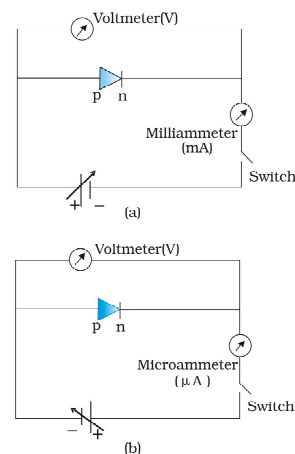 Voltmeter(V)
p n
Milliammeter
(mA)
Switch
+ −
(a)
Voltmeter(V)
p n
Microammeter
(μA)
Switch
− +
(b)